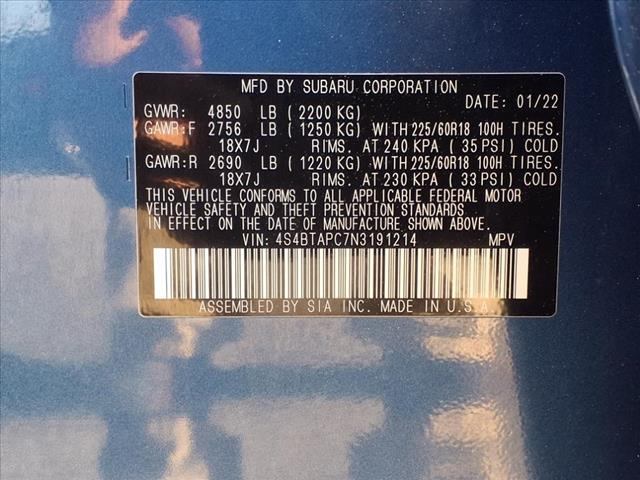 MFD BY SUBARU CORPORATION
DATE: 01/22
GVWR: 4850 LB (2200 KG)
GAWR:F 2756 LB (1250 KG) WITH 225/60R18 100H TIRES.
18X7J RIMS. AT 240 KPA (35 PSI) COLD
GAWR:R 2690 LB (1220 KG) WITH 225/60R18 100H TIRES.
18X7J RIMS. AT 230 KPA (33 PSI) COLD
THIS VEHICLE CONFORMS TO ALL APPLICABLE FEDERAL MOTOR
VEHICLE SAFETY AND THEFT PREVENTION STANDARDS
IN EFFECT ON THE DATE OF MANUFACTURE SHOWN ABOVE.
VIN: 4S4BTAPC7N3191214 MPV
ASSEMBLED BY SIA INC. MADE IN U.S.A.